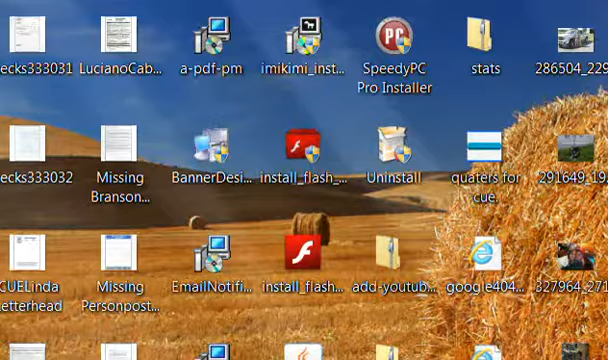 ecks333031
LucianoCab...
a-pdf-pm
imikimi_inst...
SpeedyPC
Pro Installer
stats
286504_229
ecks333032
Missing
Branson...
BannerDesi...
install_flash_...
Uninstall
quaters for
cue.
291649_19
CUELinda
etterhead
Missing
Personpost...
EmailNotifi...
install_flash...
add-youtub...
google404...
327964_271